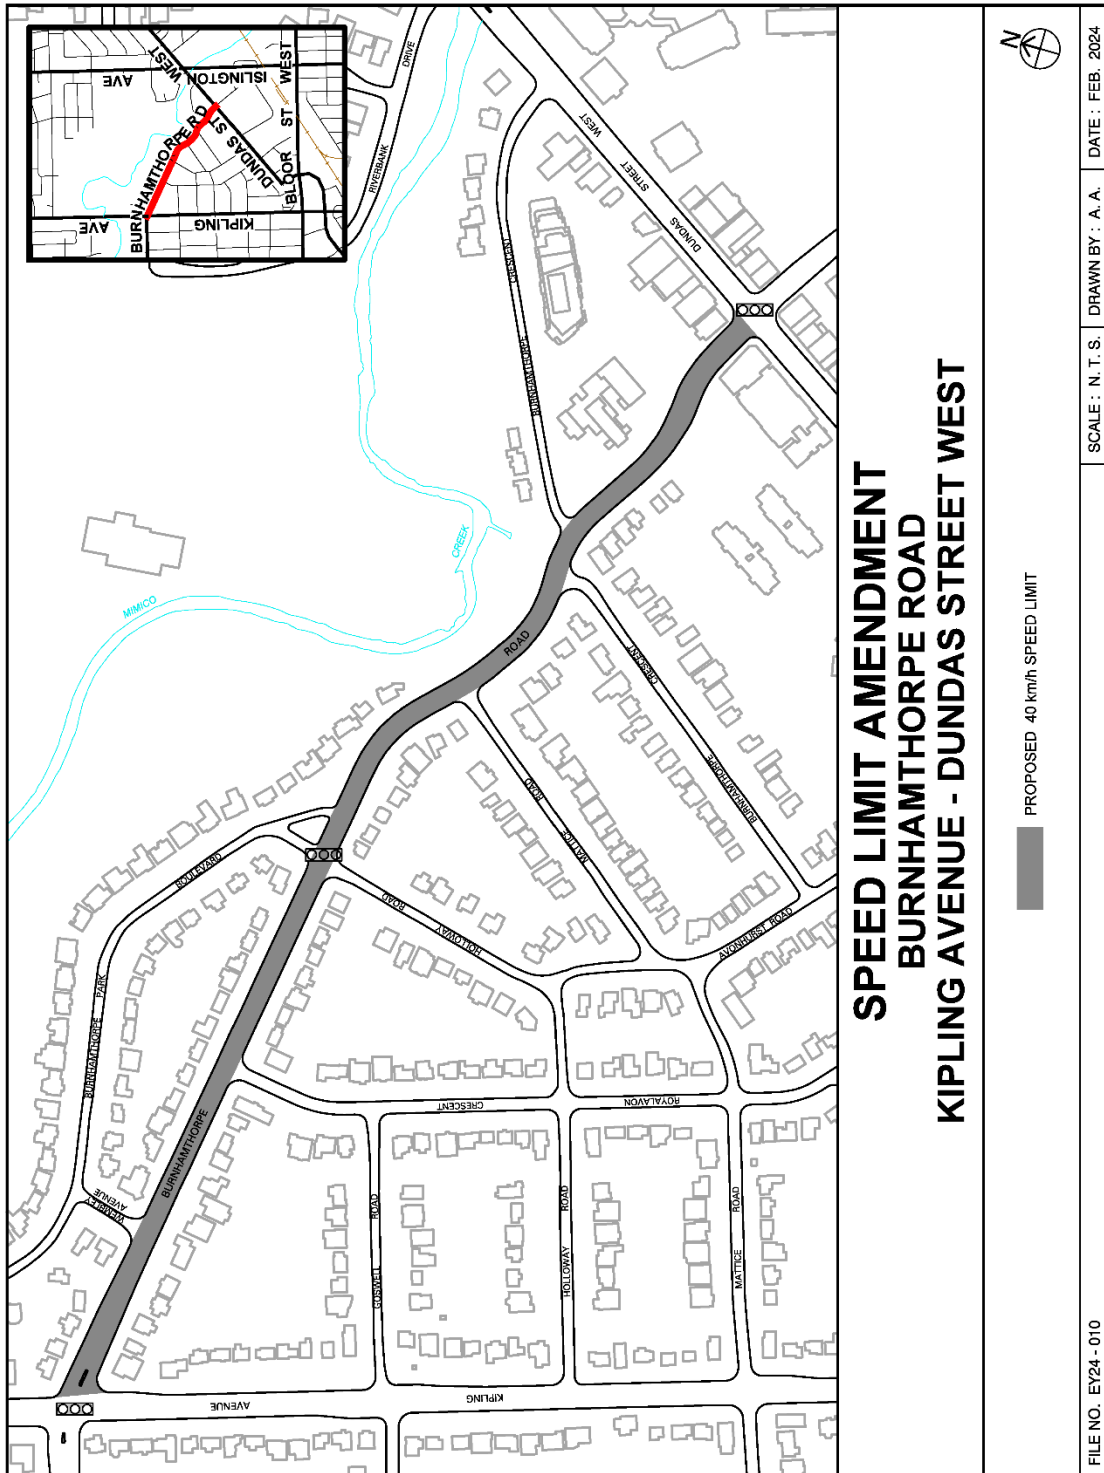 BURNHAMTHORPE RD
DUNDAS ST WEST
ISLINGTON AVE
KIPLING AVE
BLOOR ST WEST
RIVERBANK DRIVE
DUNDAS STREET WEST
BURNHAMTHORPE CRESCENT
MIMICO CREEK
BURNHAMTHORPE ROAD
BURNHAMTHORPE PARK BOULEVARD
WEMBLEY AVENUE
HOLLOWAY ROAD
MATTICE ROAD
BURNHAMTHORPE CRESCENT
AVONHURST ROAD
ROYALAVON CRESCENT
GOSWELL ROAD
HOLLOWAY ROAD
MATTICE ROAD
KIPLING AVENUE
SPEED LIMIT AMENDMENT
BURNHAMTHORPE ROAD
KIPLING AVENUE - DUNDAS STREET WEST
PROPOSED 40 km/h SPEED LIMIT
N
FILE NO. EY24 - 010
SCALE : N. T. S.
DRAWN BY : A. A.
DATE : FEB. 2024